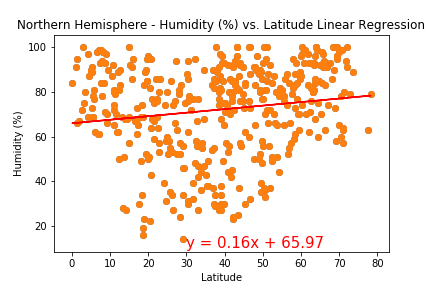 Northern Hemisphere - Humidity (%) vs. Latitude Linear Regression
100
80
60
40
20
Humidity (%)
y = 0.16x + 65.97
0 10 20 30 40 50 60 70 80
Latitude